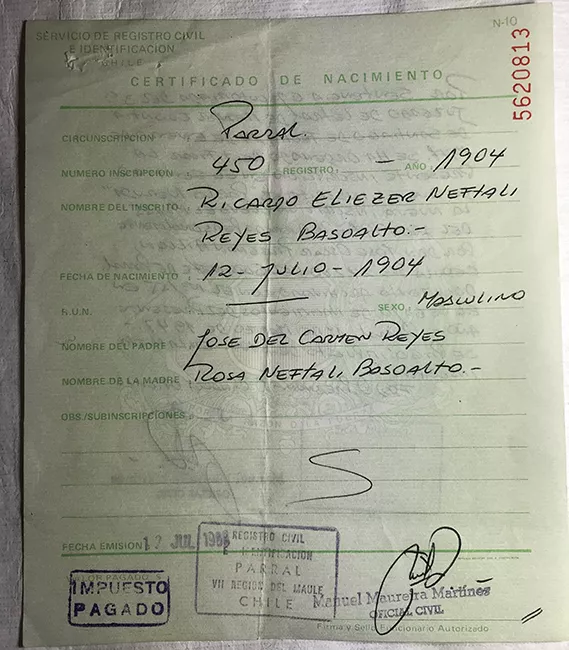 N-10
SERVICIO DE REGISTRO CIVIL
E IDENTIFICACION
CHILE
5620813
CERTIFICADO DE NACIMIENTO
CIRCUNSCRIPCION Parral.
NUMERO INSCRIPCION 450 REGISTRO - AÑO 1904
NOMBRE DEL INSCRITO RICARDO ELIEZER NEFTALI
REYES BASOALTO.-
FECHA DE NACIMIENTO 12-JULIO-1904
R.U.N. SEXO MASCULINO
NOMBRE DEL PADRE JOSE DEL CARMEN REYES
NOMBRE DE LA MADRE ROSA NEFTALI BASOALTO.-
OBS./SUBINSCRIPCIONES
FECHA EMISION 12 JUL
REGISTRO CIVIL
E IDENTIFICACION
PARRAL
VII REGION DEL MAULE
CHILE
VALOR PAGADO $
IMPUESTO
PAGADO
Manuel Maureira Martínez
OFICIAL CIVIL
Firma y Sello Funcionario Autorizado